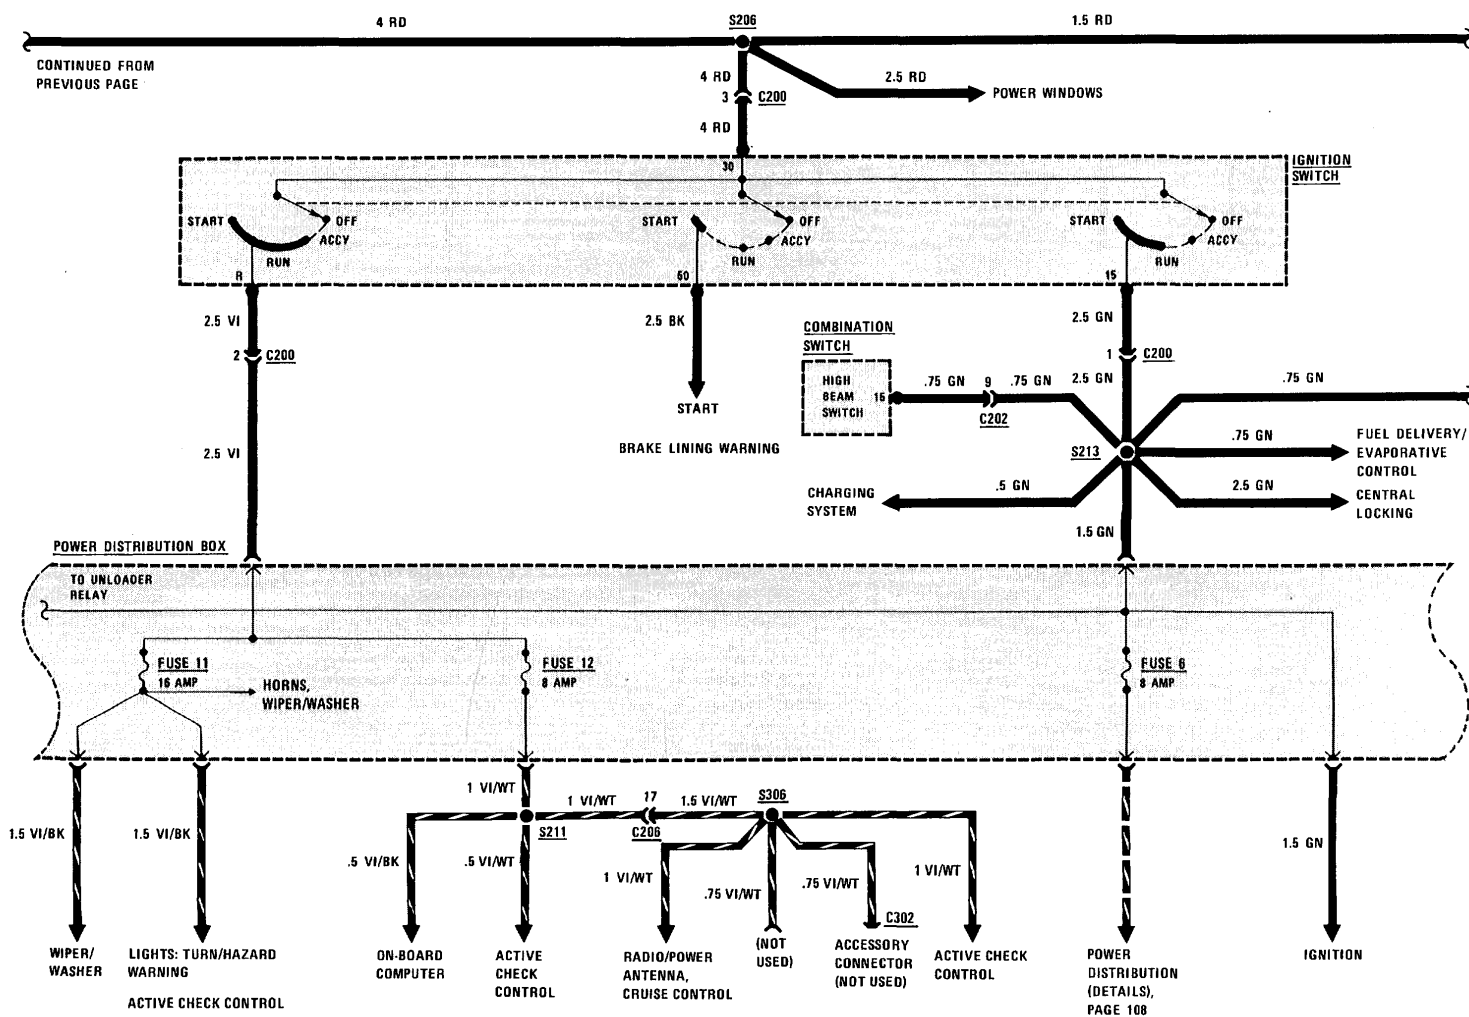 4 RD
S206
1.5 RD
CONTINUED FROM
PREVIOUS PAGE
4 RD
2.5 RD
3
C200
POWER WINDOWS
4 RD
30
IGNITION
SWITCH
START
OFF
ACCY
RUN
R
START
OFF
ACCY
RUN
50
START
OFF
ACCY
RUN
15
2.5 VI
2
C200
2.5 BK
START
BRAKE LINING WARNING
COMBINATION
SWITCH
HIGH
BEAM
SWITCH
15
.75 GN
9
.75 GN
C202
2.5 GN
1
C200
2.5 GN
.75 GN
S213
.75 GN
FUEL DELIVERY/
EVAPORATIVE
CONTROL
CHARGING
SYSTEM
.5 GN
2.5 GN
CENTRAL
LOCKING
1.5 GN
2.5 VI
POWER DISTRIBUTION BOX
TO UNLOADER
RELAY
FUSE 11
16 AMP
HORNS,
WIPER/WASHER
FUSE 12
8 AMP
FUSE 6
8 AMP
1.5 VI/BK
1.5 VI/BK
1 VI/WT
1 VI/WT
17
1.5 VI/WT
S306
S211
C206
.5 VI/BK
.5 VI/WT
1 VI/WT
.75 VI/WT
.75 VI/WT
1 VI/WT
C302
1.5 GN
WIPER/
WASHER
LIGHTS: TURN/HAZARD
WARNING
ACTIVE CHECK CONTROL
ON-BOARD
COMPUTER
ACTIVE
CHECK
CONTROL
RADIO/POWER
ANTENNA,
CRUISE CONTROL
(NOT
USED)
ACCESSORY
CONNECTOR
(NOT USED)
ACTIVE CHECK
CONTROL
POWER
DISTRIBUTION
(DETAILS),
PAGE 108
IGNITION